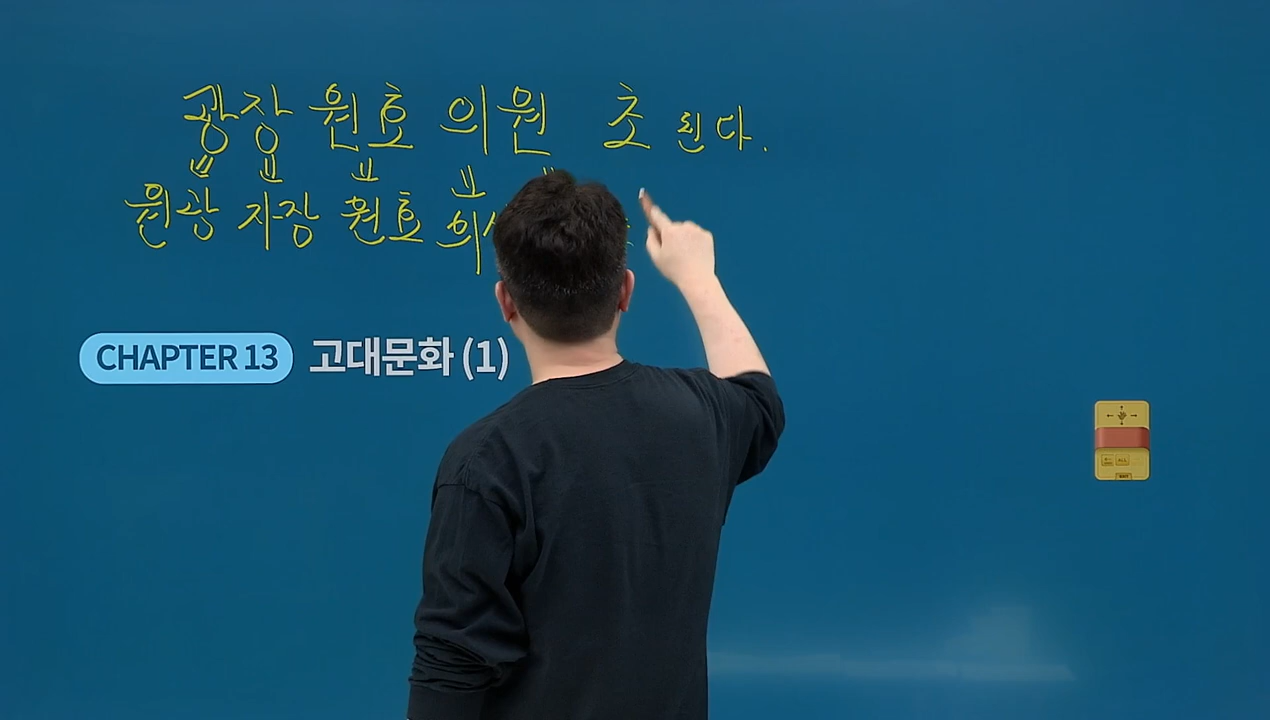 광장 원효 의원 초 된다.
원광 자장 원효 의
CHAPTER 13 고대문화 (1)